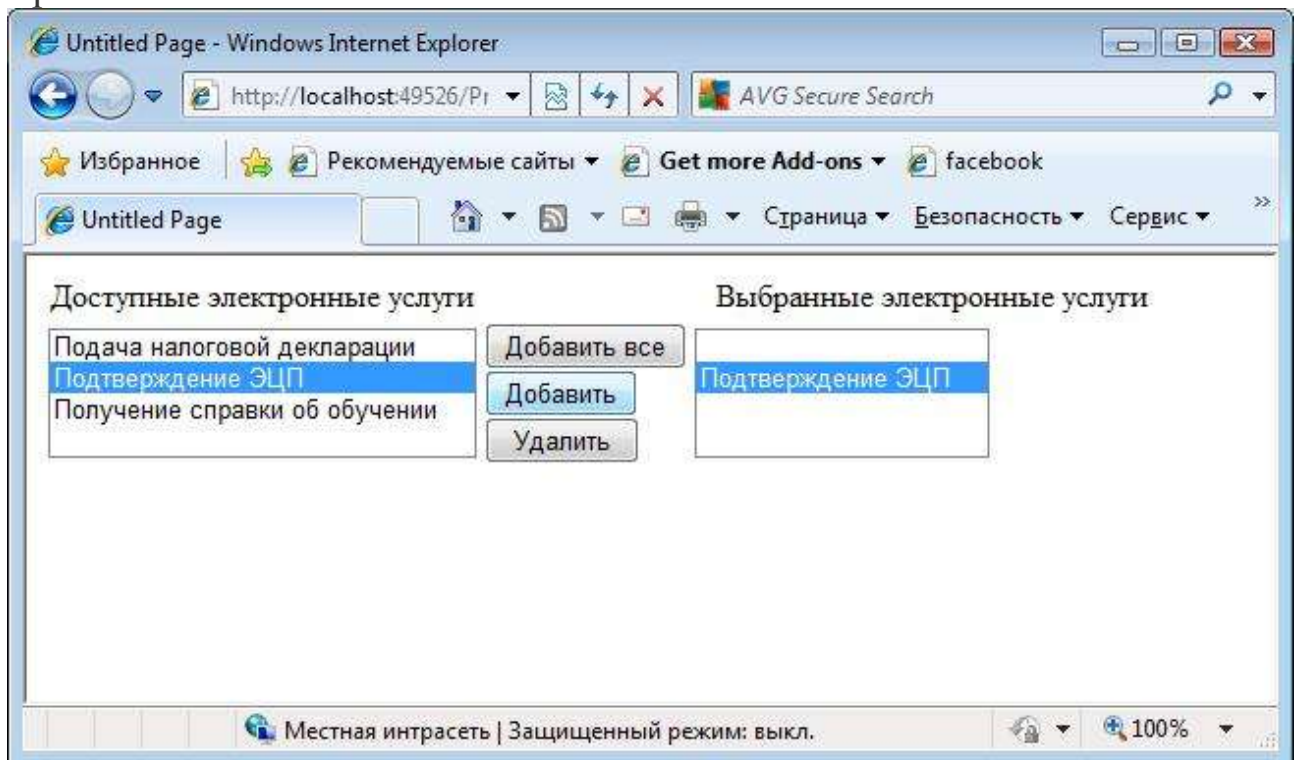 Untitled Page - Windows Internet Explorer
http://localhost:49526/Pr
AVG Secure Search
Избранное
Рекомендуемые сайты
Get more Add-ons
facebook
Untitled Page
Страница
Безопасность
Сервис
Доступные электронные услуги
Выбранные электронные услуги
Подача налоговой декларации
Подтверждение ЭЦП
Получение справки об обучении
Добавить все
Добавить
Удалить
Подтверждение ЭЦП
Местная интрасеть | Защищенный режим: выкл.
100%